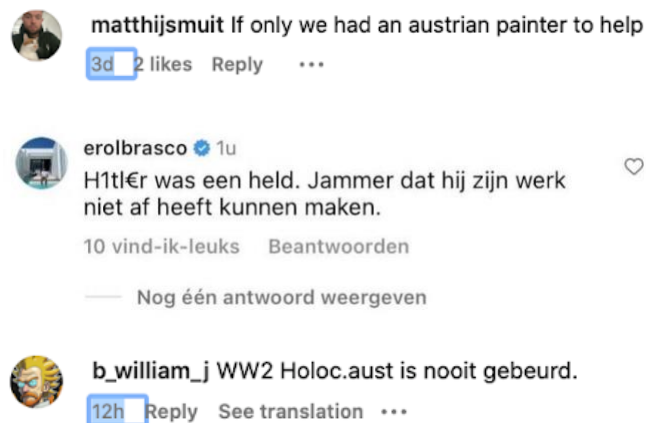 matthijsmuit If only we had an austrian painter to help
3d 2 likes Reply ...
erolbrasco 1u
H1tl€r was een held. Jammer dat hij zijn werk
niet af heeft kunnen maken.
10 vind-ik-leuks Beantwoorden
Nog één antwoord weergeven
b_william_j WW2 Holoc.aust is nooit gebeurd.
12h Reply See translation ...